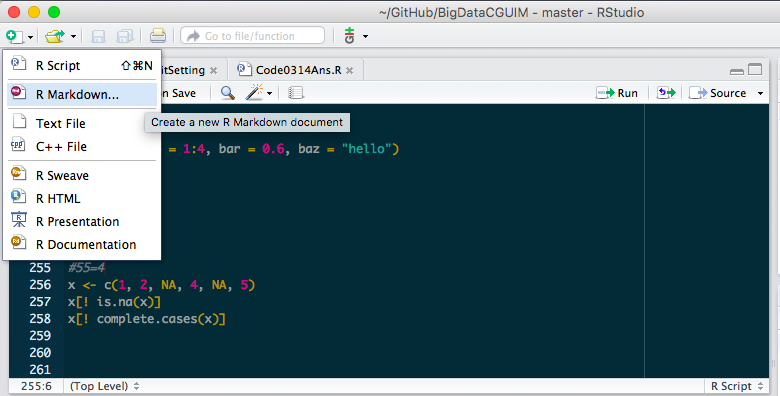 ~/GitHub/BigDataCGUIM - master - RStudio
Go to file/function
R Script ⇧⌘N
itSetting × Code0314Ans.R ×
R Markdown...
n Save Run Source
Create a new R Markdown document
Text File
C++ File
= 1:4, bar = 0.6, baz = "hello")
R Sweave
R HTML
R Presentation
R Documentation
255 #55=4
256 x <- c(1, 2, NA, 4, NA, 5)
257 x[! is.na(x)]
258 x[! complete.cases(x)]
259
260
261
255:6 (Top Level) R Script